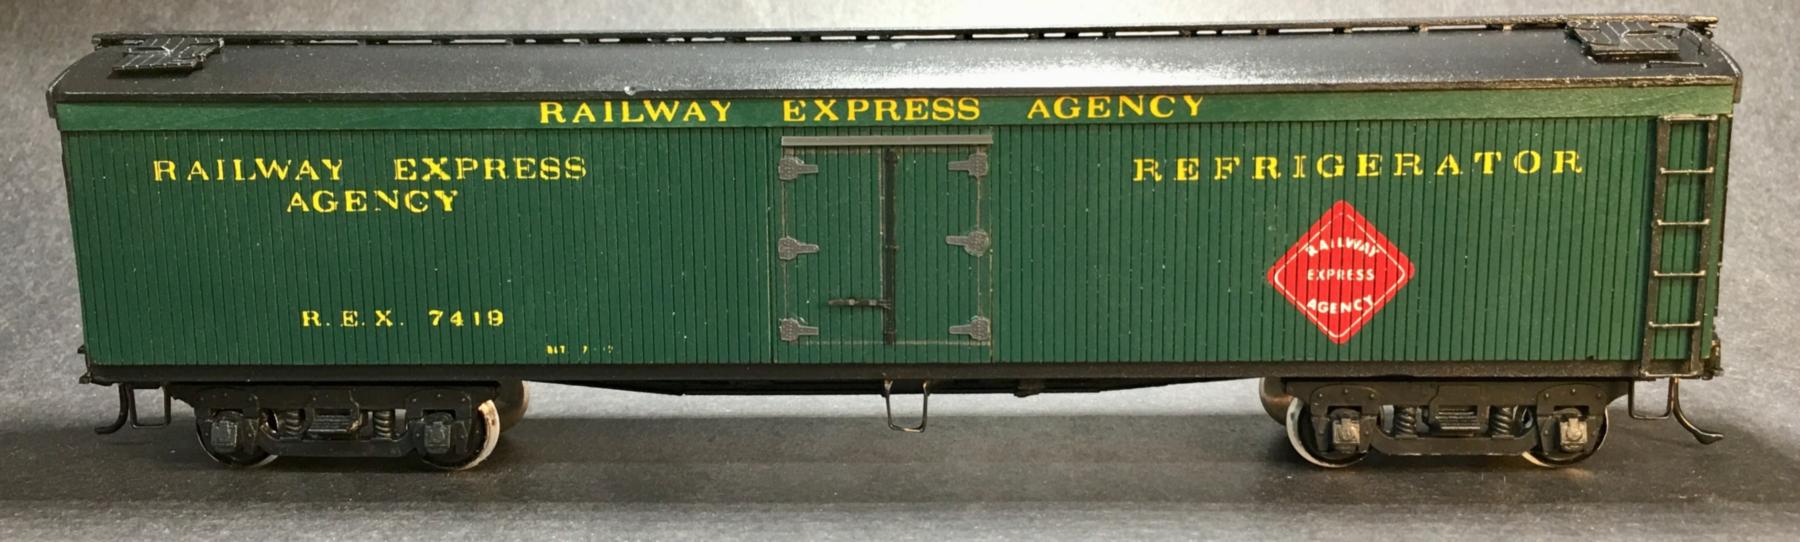 RAILWAY EXPRESS AGENCY
RAILWAY EXPRESS
AGENCY
R.E.X. 7419
REFRIGERATOR
RAILWAY
EXPRESS
AGENCY